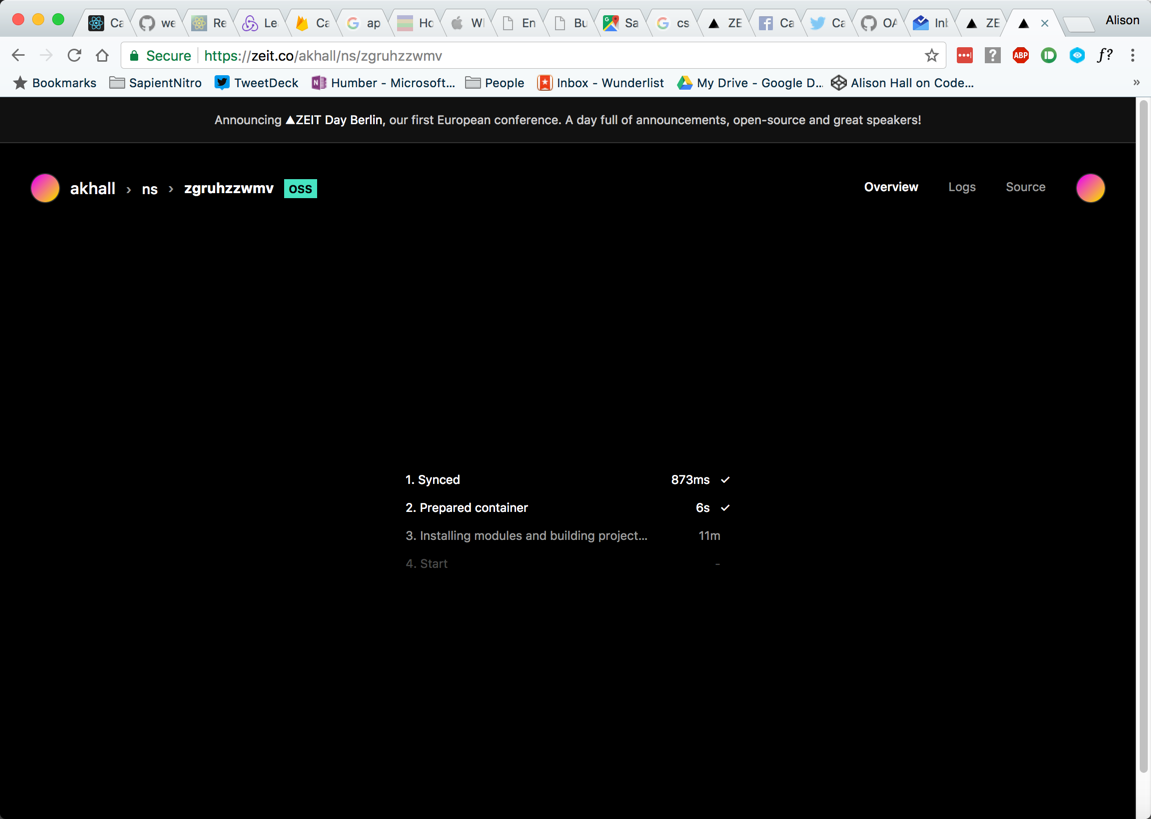 Ca we Re Le Ca ap Ho Wi En Bu Sa cs ZE Ca Ca OA Inb ZE Alison
Secure https://zeit.co/akhall/ns/zgruhzzwmv ABP f?
Bookmarks SapientNitro TweetDeck Humber - Microsoft... People Inbox - Wunderlist My Drive - Google D... Alison Hall on Code... »
Announcing ▲ZEIT Day Berlin, our first European conference. A day full of announcements, open-source and great speakers!
akhall › ns › zgruhzzwmv oss Overview Logs Source
1. Synced 873ms ✓
2. Prepared container 6s ✓
3. Installing modules and building project... 11m
4. Start -